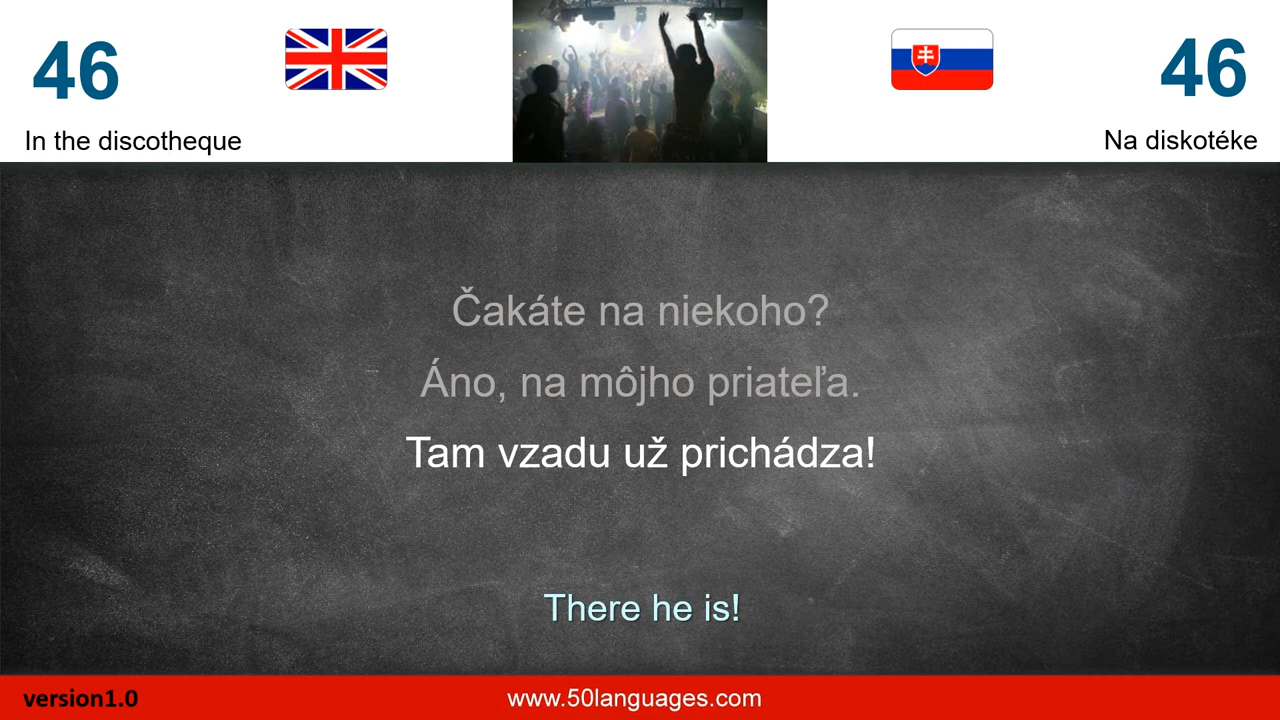 46
46
In the discotheque
Na diskotéke
Čakáte na niekoho?
Áno, na môjho priateľa.
Tam vzadu už prichádza!
There he is!
version1.0
www.50languages.com